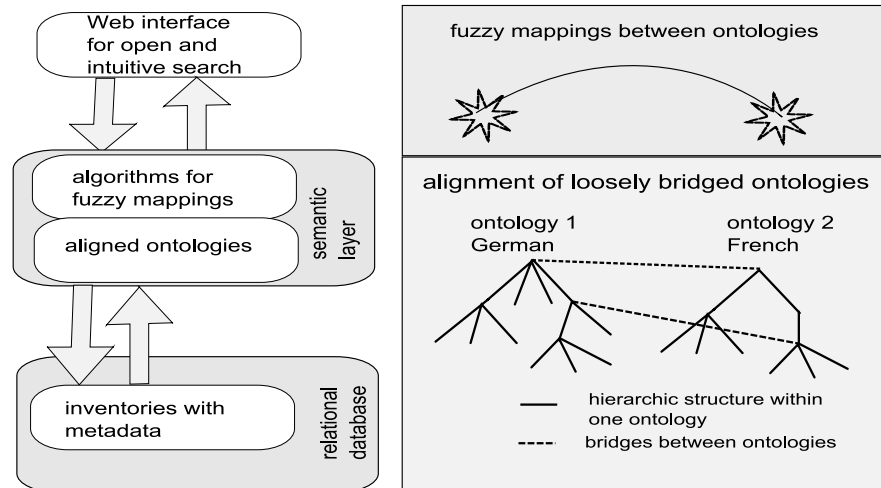 Web interface
for open and
intuitive search
algorithms for
fuzzy mappings
aligned ontologies
semantic
layer
inventories with
metadata
relational
database
fuzzy mappings between ontologies
alignment of loosely bridged ontologies
ontology 1
German
ontology 2
French
hierarchic structure within
one ontology
bridges between ontologies